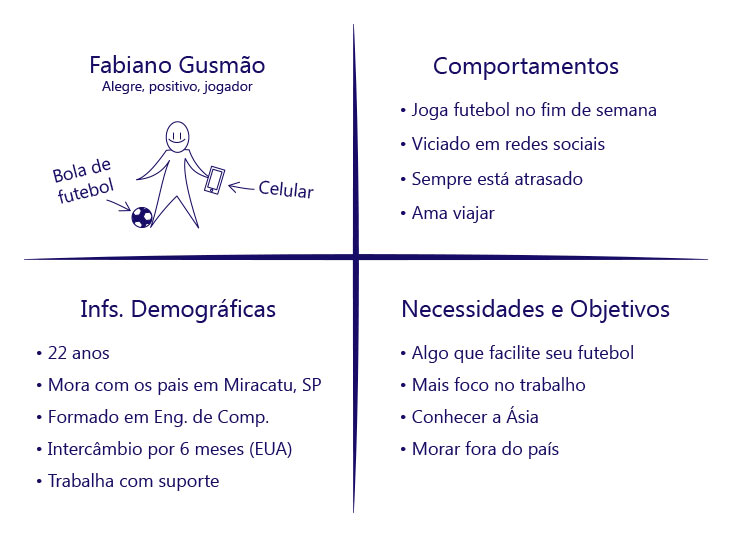 Fabiano Gusmão
Alegre, positivo, jogador
Bola de
futebol
Celular
Comportamentos
• Joga futebol no fim de semana
• Viciado em redes sociais
• Sempre está atrasado
• Ama viajar
Infs. Demográficas
• 22 anos
• Mora com os pais em Miracatu, SP
• Formado em Eng. de Comp.
• Intercâmbio por 6 meses (EUA)
• Trabalha com suporte
Necessidades e Objetivos
• Algo que facilite seu futebol
• Mais foco no trabalho
• Conhecer a Ásia
• Morar fora do país